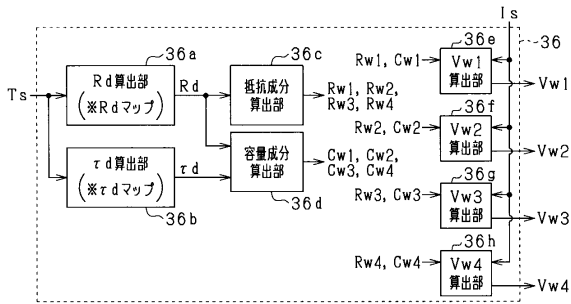 Is
36
36a
36c
36e
Ts
Rd算出部
(※Rdマップ)
Rd
抵抗成分
算出部
Rw1, Rw2,
Rw3, Rw4
Rw1, Cw1
Vw1
算出部
Vw1
36f
Rw2, Cw2
Vw2
算出部
Vw2
τd算出部
(※τdマップ)
τd
容量成分
算出部
Cw1, Cw2,
Cw3, Cw4
36b
36d
36g
Rw3, Cw3
Vw3
算出部
Vw3
36h
Rw4, Cw4
Vw4
算出部
Vw4